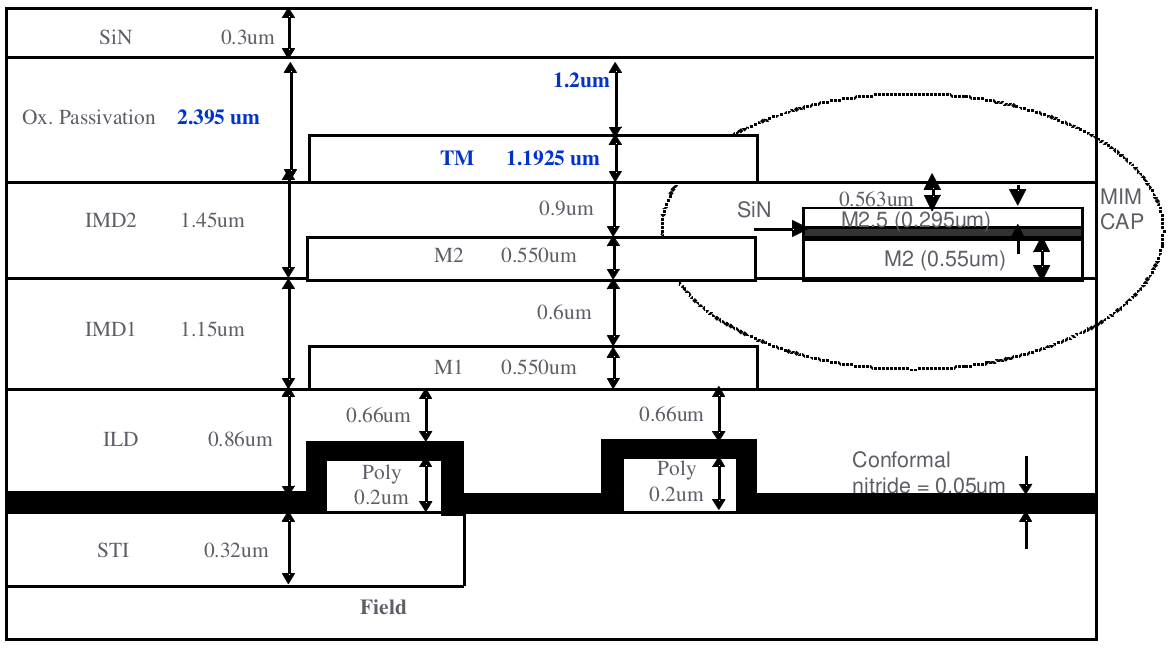 SiN 0.3um
1.2um
Ox. Passivation 2.395 um
TM 1.1925 um
0.563um
MIM
CAP
IMD2 1.45um
0.9um
SiN
M2.5 (0.295um)
M2 0.550um
M2 (0.55um)
0.6um
IMD1 1.15um
M1 0.550um
0.66um
0.66um
ILD 0.86um
Poly
0.2um
Poly
0.2um
Conformal
nitride = 0.05um
STI 0.32um
Field